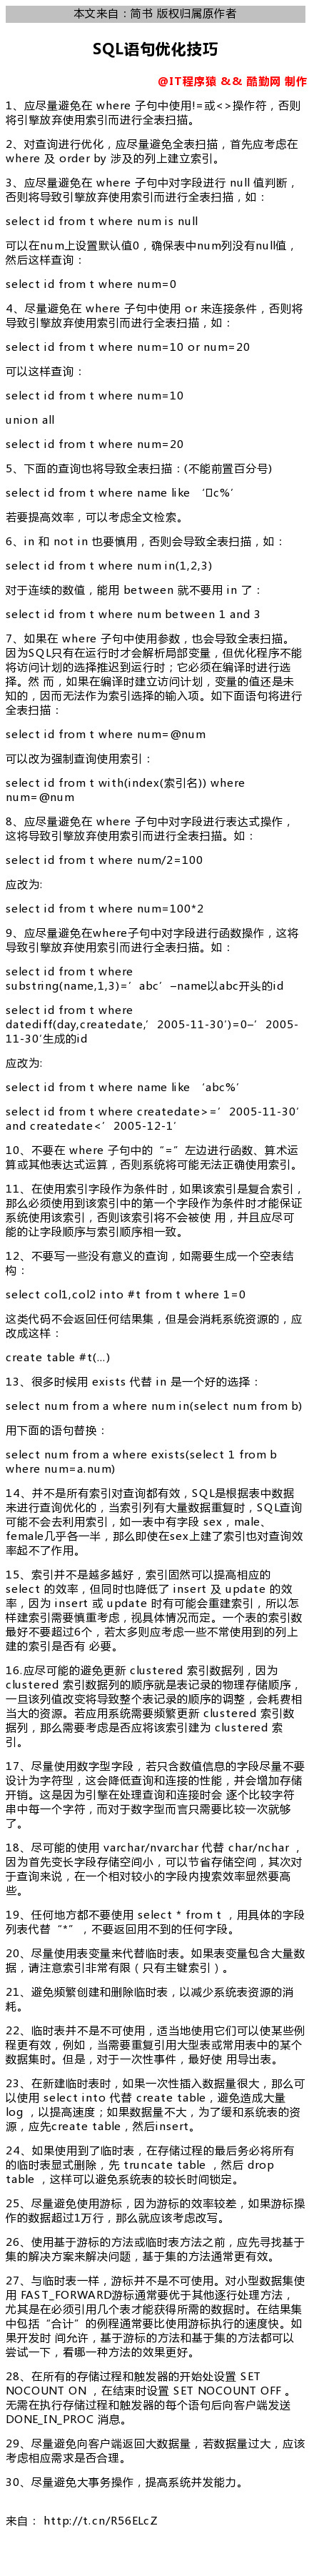 本文来自：简书 版权归属原作者
SQL语句优化技巧
@IT程序猿 && 酷勤网 制作
1、应尽量避免在 where 子句中使用!=或<>操作符，否则
将引擎放弃使用索引而进行全表扫描。
2、对查询进行优化，应尽量避免全表扫描，首先应考虑在
where 及 order by 涉及的列上建立索引。
3、应尽量避免在 where 子句中对字段进行 null 值判断，
否则将导致引擎放弃使用索引而进行全表扫描，如：
select id from t where num is null
可以在num上设置默认值0，确保表中num列没有null值，
然后这样查询：
select id from t where num=0
4、尽量避免在 where 子句中使用 or 来连接条件，否则将
导致引擎放弃使用索引而进行全表扫描，如：
select id from t where num=10 or num=20
可以这样查询：
select id from t where num=10
union all
select id from t where num=20
5、下面的查询也将导致全表扫描：(不能前置百分号)
select id from t where name like ‘c%’
若要提高效率，可以考虑全文检索。
6、in 和 not in 也要慎用，否则会导致全表扫描，如：
select id from t where num in(1,2,3)
对于连续的数值，能用 between 就不要用 in 了：
select id from t where num between 1 and 3
7、如果在 where 子句中使用参数，也会导致全表扫描。
因为SQL只有在运行时才会解析局部变量，但优化程序不能
将访问计划的选择推迟到运行时；它必须在编译时进行选
择。然 而，如果在编译时建立访问计划，变量的值还是未
知的，因而无法作为索引选择的输入项。如下面语句将进行
全表扫描：
select id from t where num=@num
可以改为强制查询使用索引：
select id from t with(index(索引名)) where
num=@num
8、应尽量避免在 where 子句中对字段进行表达式操作，
这将导致引擎放弃使用索引而进行全表扫描。如：
select id from t where num/2=100
应改为:
select id from t where num=100*2
9、应尽量避免在where子句中对字段进行函数操作，这将
导致引擎放弃使用索引而进行全表扫描。如：
select id from t where
substring(name,1,3)=’abc’–name以abc开头的id
select id from t where
datediff(day,createdate,’2005-11-30′)=0–’2005-
11-30′生成的id
应改为:
select id from t where name like ‘abc%’
select id from t where createdate>=’2005-11-30′
and createdate<’2005-12-1′
10、不要在 where 子句中的“=”左边进行函数、算术运
算或其他表达式运算，否则系统将可能无法正确使用索引。
11、在使用索引字段作为条件时，如果该索引是复合索引，
那么必须使用到该索引中的第一个字段作为条件时才能保证
系统使用该索引，否则该索引将不会被使 用，并且应尽可
能的让字段顺序与索引顺序相一致。
12、不要写一些没有意义的查询，如需要生成一个空表结
构：
select col1,col2 into #t from t where 1=0
这类代码不会返回任何结果集，但是会消耗系统资源的，应
改成这样：
create table #t(…)
13、很多时候用 exists 代替 in 是一个好的选择：
select num from a where num in(select num from b)
用下面的语句替换：
select num from a where exists(select 1 from b
where num=a.num)
14、并不是所有索引对查询都有效，SQL是根据表中数据
来进行查询优化的，当索引列有大量数据重复时，SQL查询
可能不会去利用索引，如一表中有字段 sex，male、
female几乎各一半，那么即使在sex上建了索引也对查询效
率起不了作用。
15、索引并不是越多越好，索引固然可以提高相应的
select 的效率，但同时也降低了 insert 及 update 的效
率，因为 insert 或 update 时有可能会重建索引，所以怎
样建索引需要慎重考虑，视具体情况而定。一个表的索引数
最好不要超过6个，若太多则应考虑一些不常使用到的列上
建的索引是否有 必要。
16.应尽可能的避免更新 clustered 索引数据列，因为
clustered 索引数据列的顺序就是表记录的物理存储顺序，
一旦该列值改变将导致整个表记录的顺序的调整，会耗费相
当大的资源。若应用系统需要频繁更新 clustered 索引数
据列，那么需要考虑是否应将该索引建为 clustered 索
引。
17、尽量使用数字型字段，若只含数值信息的字段尽量不要
设计为字符型，这会降低查询和连接的性能，并会增加存储
开销。这是因为引擎在处理查询和连接时会 逐个比较字符
串中每一个字符，而对于数字型而言只需要比较一次就够
了。
18、尽可能的使用 varchar/nvarchar 代替 char/nchar ，
因为首先变长字段存储空间小，可以节省存储空间，其次对
于查询来说，在一个相对较小的字段内搜索效率显然要高
些。
19、任何地方都不要使用 select * from t ，用具体的字段
列表代替“*”，不要返回用不到的任何字段。
20、尽量使用表变量来代替临时表。如果表变量包含大量数
据，请注意索引非常有限（只有主键索引）。
21、避免频繁创建和删除临时表，以减少系统表资源的消
耗。
22、临时表并不是不可使用，适当地使用它们可以使某些例
程更有效，例如，当需要重复引用大型表或常用表中的某个
数据集时。但是，对于一次性事件，最好使 用导出表。
23、在新建临时表时，如果一次性插入数据量很大，那么可
以使用 select into 代替 create table，避免造成大量
log ，以提高速度；如果数据量不大，为了缓和系统表的资
源，应先create table，然后insert。
24、如果使用到了临时表，在存储过程的最后务必将所有
的临时表显式删除，先 truncate table ，然后 drop
table ，这样可以避免系统表的较长时间锁定。
25、尽量避免使用游标，因为游标的效率较差，如果游标操
作的数据超过1万行，那么就应该考虑改写。
26、使用基于游标的方法或临时表方法之前，应先寻找基于
集的解决方案来解决问题，基于集的方法通常更有效。
27、与临时表一样，游标并不是不可使用。对小型数据集使
用 FAST_FORWARD游标通常要优于其他逐行处理方法，
尤其是在必须引用几个表才能获得所需的数据时。在结果集
中包括“合计”的例程通常要比使用游标执行的速度快。如
果开发时 间允许，基于游标的方法和基于集的方法都可以
尝试一下，看哪一种方法的效果更好。
28、在所有的存储过程和触发器的开始处设置 SET
NOCOUNT ON ，在结束时设置 SET NOCOUNT OFF 。
无需在执行存储过程和触发器的每个语句后向客户端发送
DONE_IN_PROC 消息。
29、尽量避免向客户端返回大数据量，若数据量过大，应该
考虑相应需求是否合理。
30、尽量避免大事务操作，提高系统并发能力。
来自： http://t.cn/R56ELcZ